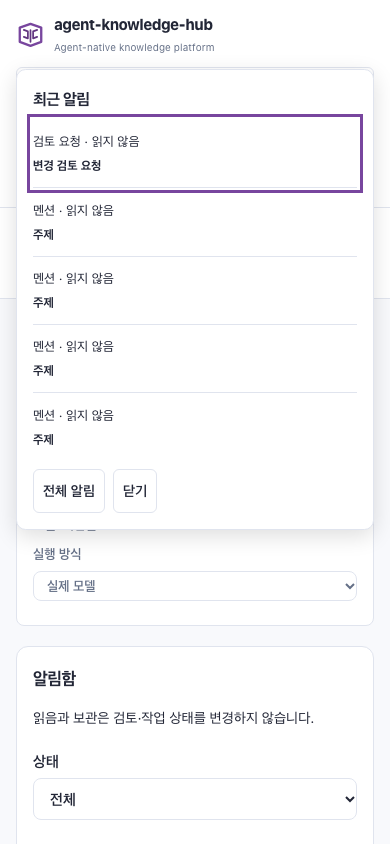 agent-knowledge-hub
Agent-native knowledge platform
최근 알림
검토 요청 · 읽지 않음
변경 검토 요청
멘션 · 읽지 않음
주제
멘션 · 읽지 않음
주제
멘션 · 읽지 않음
주제
멘션 · 읽지 않음
주제
전체 알림 닫기
실행 방식
실제 모델
알림함
읽음과 보관은 검토·작업 상태를 변경하지 않습니다.
상태
전체